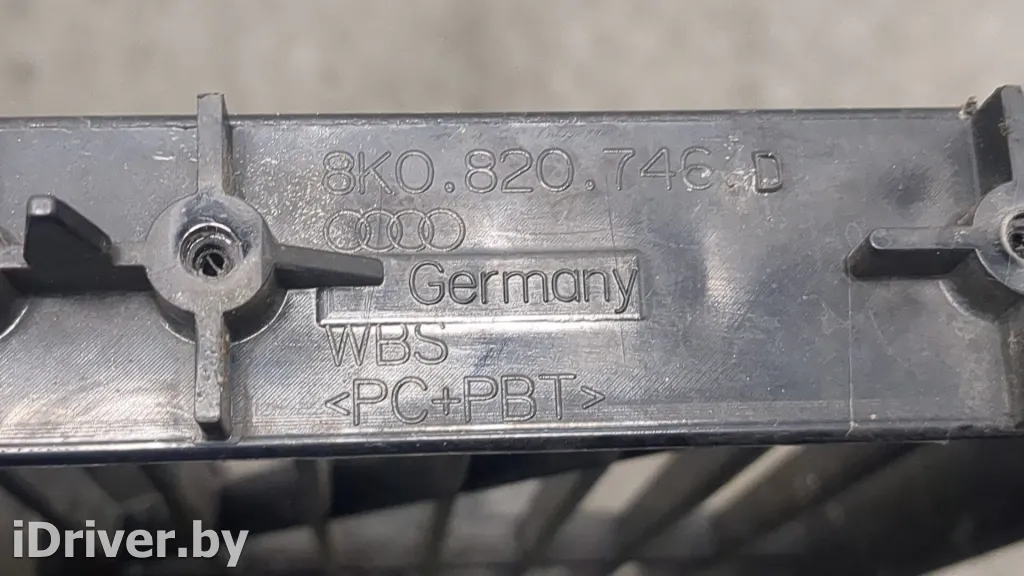 8K0.820.746.D
Germany
WBS
<PC+PBT>
iDriver.by